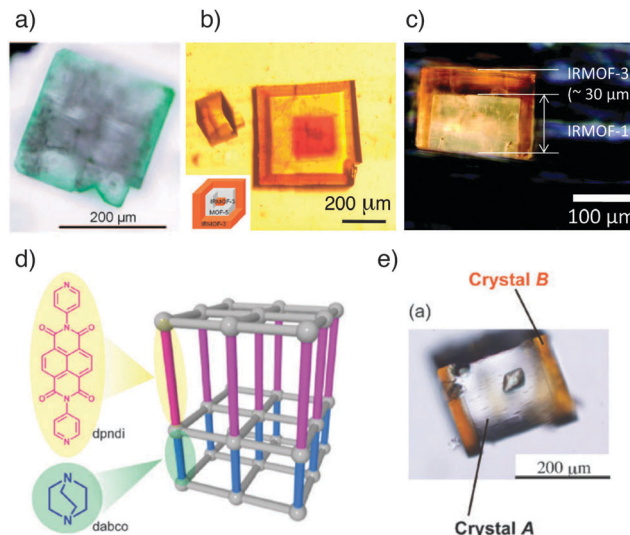 a)
200 μm
b)
IRMOF-3
MOF-5
IRMOF-3
200 μm
c)
IRMOF-3
(~ 30 μm)
IRMOF-1
100 μm
d)
N
O
N
O
O
N
O
N
dpndi
N
N
dabco
e)
Crystal B
(a)
200 μm
Crystal A